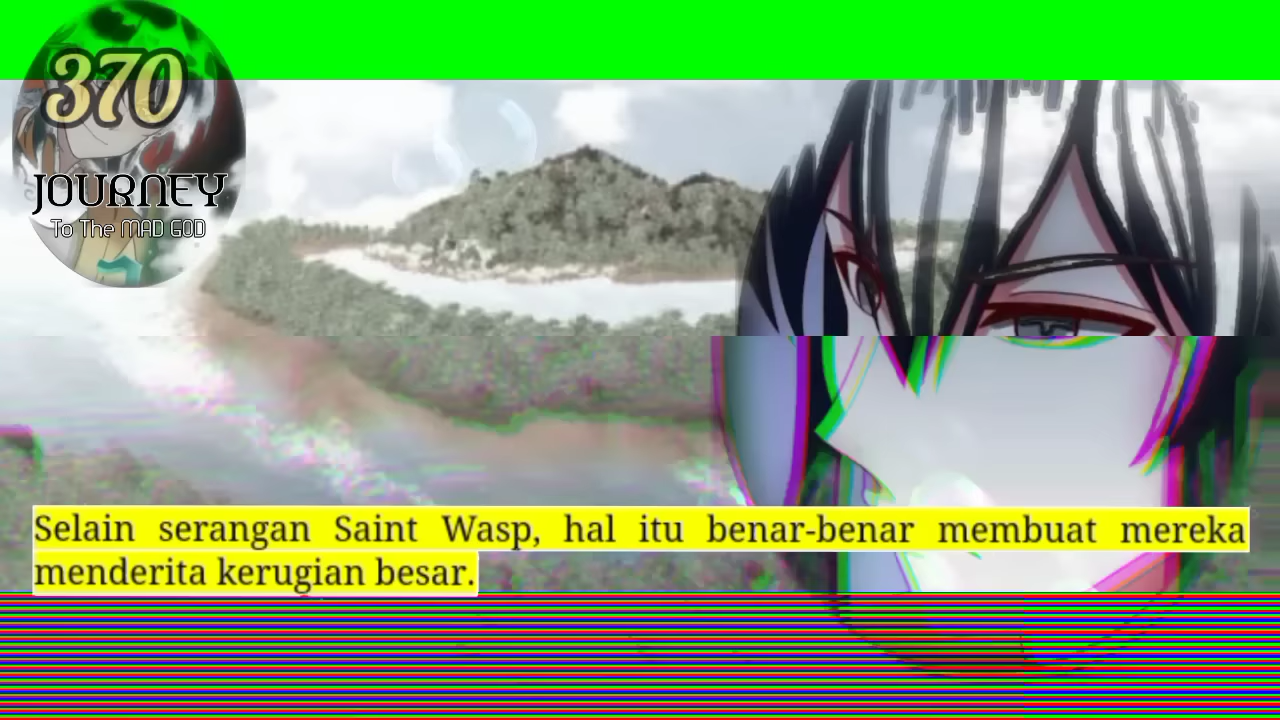 370
JOURNEY
To The MAD GOD
Selain serangan Saint Wasp, hal itu benar-benar membuat mereka
menderita kerugian besar.